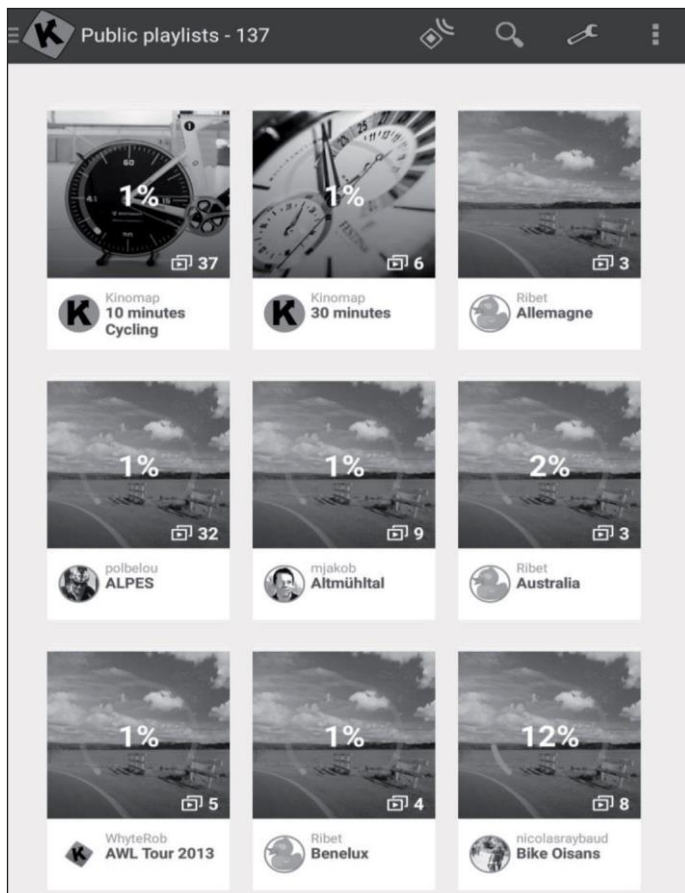 Public playlists - 137
1%
37
Kinomap
10 minutes
Cycling
1%
6
Kinomap
30 minutes
3
Ribet
Allemagne
1%
32
polbelou
ALPES
1%
9
mjakob
Altmühltal
2%
3
Ribet
Australia
1%
5
WhyteRob
AWL Tour 2013
1%
4
Ribet
Benelux
12%
8
nicolasraybaud
Bike Oisans